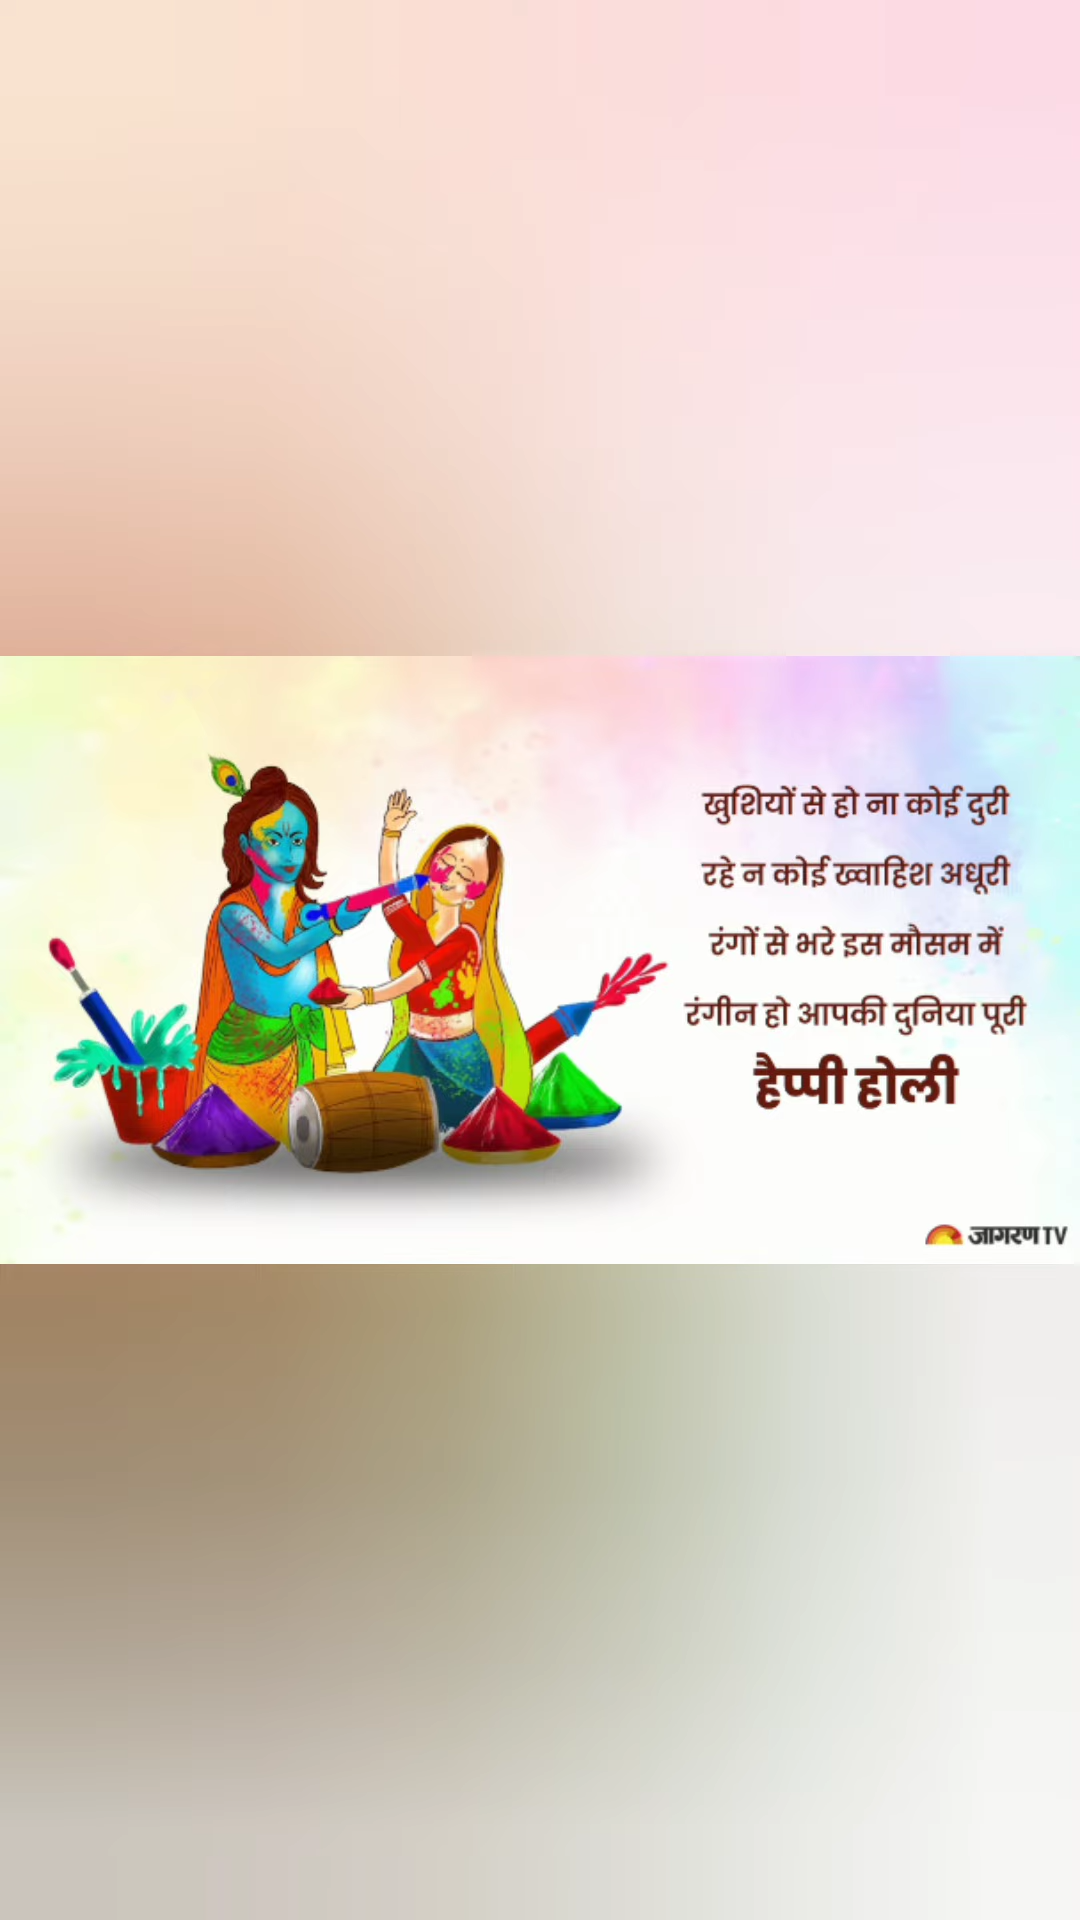 खुशियों से हो ना कोई दुरी
रहे न कोई ख्वाहिश अधूरी
रंगों से भरे इस मौसम में
रंगीन हो आपकी दुनिया पूरी
हैप्पी होली
जागरण TV